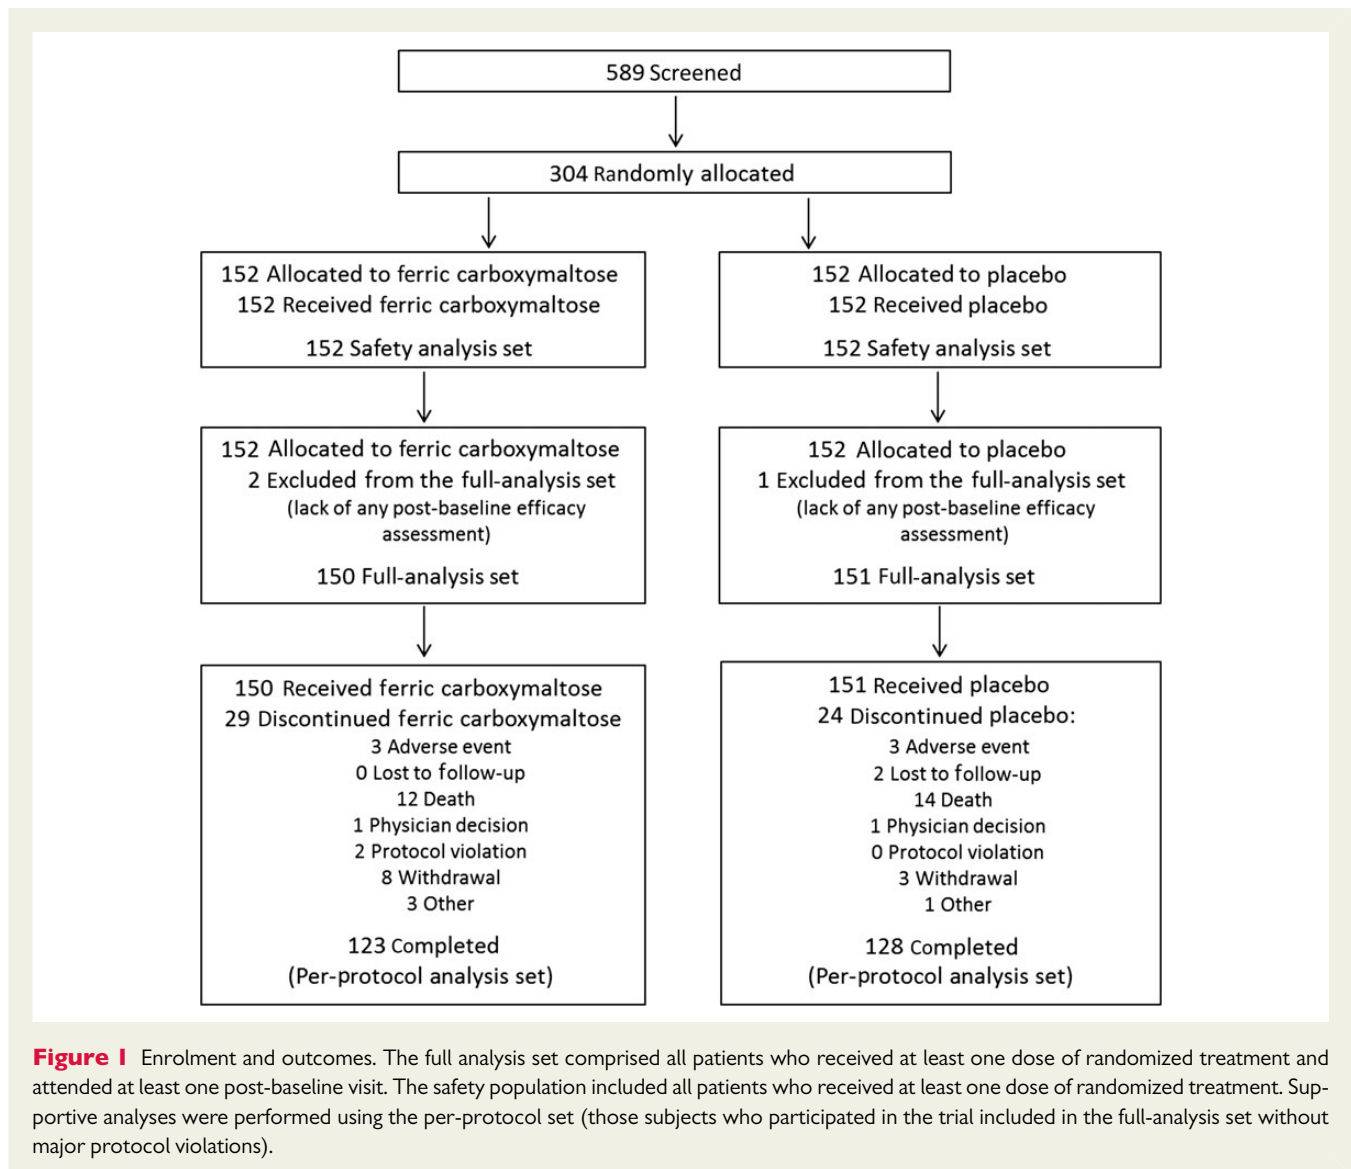 589 Screened
304 Randomly allocated
152 Allocated to ferric carboxymaltose
152 Received ferric carboxymaltose
152 Safety analysis set
152 Allocated to placebo
152 Received placebo
152 Safety analysis set
152 Allocated to ferric carboxymaltose
2 Excluded from the full-analysis set
(lack of any post-baseline efficacy
assessment)
150 Full-analysis set
152 Allocated to placebo
1 Excluded from the full-analysis set
(lack of any post-baseline efficacy
assessment)
151 Full-analysis set
150 Received ferric carboxymaltose
29 Discontinued ferric carboxymaltose
3 Adverse event
0 Lost to follow-up
12 Death
1 Physician decision
2 Protocol violation
8 Withdrawal
3 Other
123 Completed
(Per-protocol analysis set)
151 Received placebo
24 Discontinued placebo:
3 Adverse event
2 Lost to follow-up
14 Death
1 Physician decision
0 Protocol violation
3 Withdrawal
1 Other
128 Completed
(Per-protocol analysis set)
Figure 1 Enrolment and outcomes. The full analysis set comprised all patients who received at least one dose of randomized treatment and
attended at least one post-baseline visit. The safety population included all patients who received at least one dose of randomized treatment. Sup-
portive analyses were performed using the per-protocol set (those subjects who participated in the trial included in the full-analysis set without
major protocol violations).